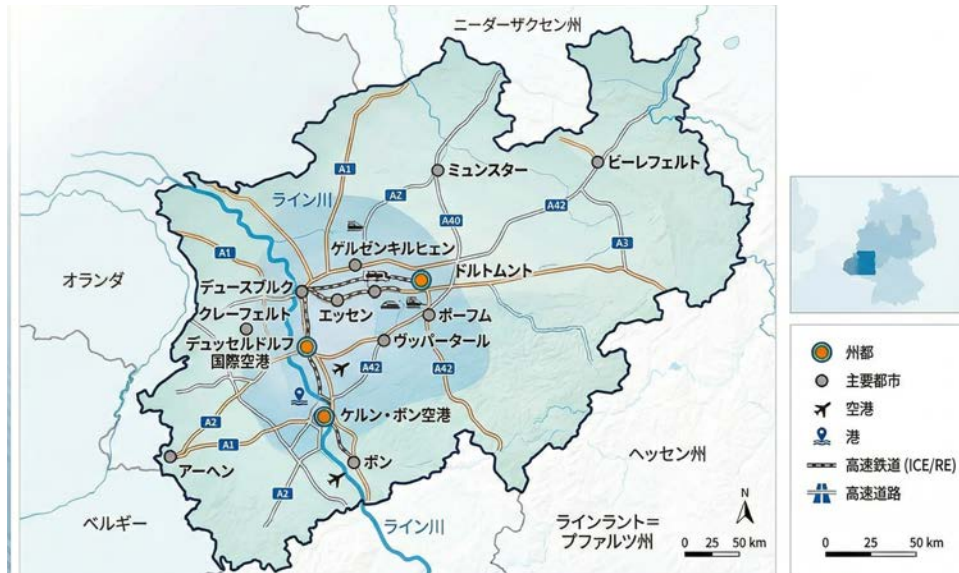 ニーダーザクセン州
A1
A2
ミュンスター
ビーレフェルト
ライン川
A40
A42
A1
A3
ゲルゼンキルヒェン
オランダ
ドルトムント
デュースブルク
クレーフェルト
エッセン
ボーフム
デュッセルドルフ
国際空港
ヴッパータール
A42
A42
ケルン・ボン空港
A2
A1
アーヘン
ボン
A2
ヘッセン州
ベルギー
ライン川
ラインラント=
プファルツ州
N
0 25 50 km
州都
主要都市
空港
港
高速鉄道 (ICE/RE)
高速道路
0 25 50 km